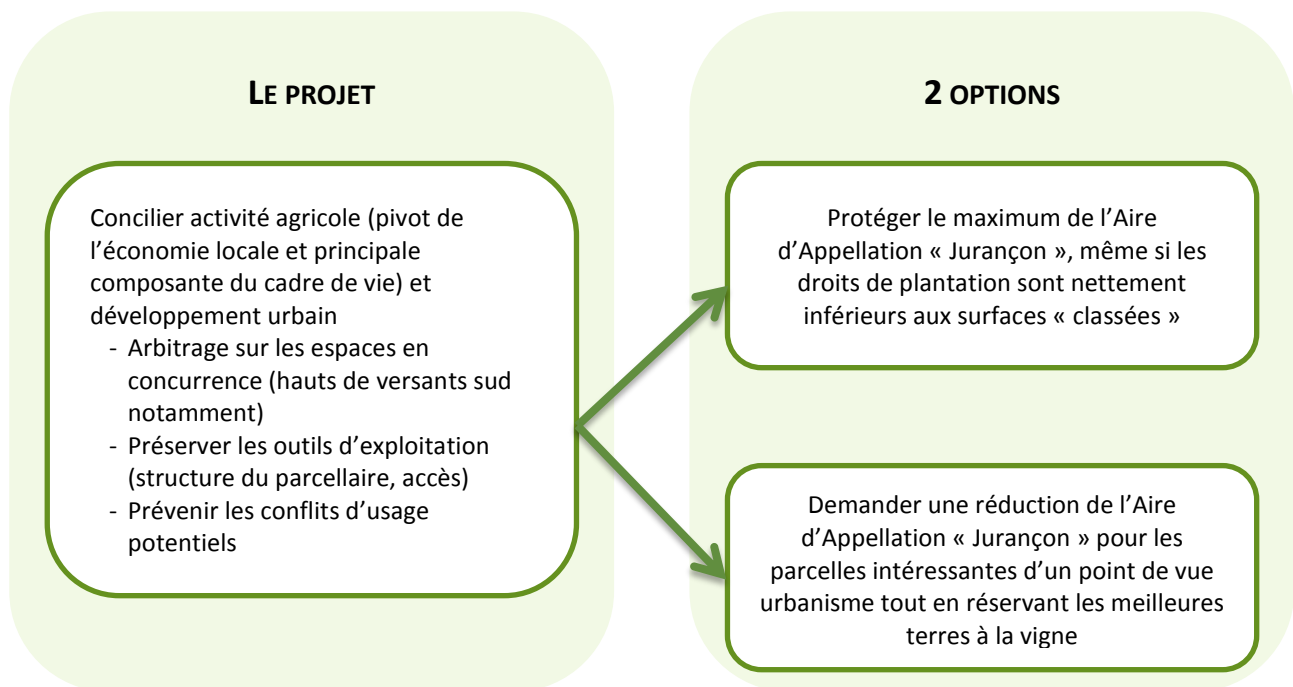 LE PROJET
Concilier activité agricole (pivot de
l’économie locale et principale
composante du cadre de vie) et
développement urbain
- Arbitrage sur les espaces en
concurrence (hauts de versants sud
notamment)
- Préserver les outils d’exploitation
(structure du parcellaire, accès)
- Prévenir les conflits d’usage
potentiels
2 OPTIONS
Protéger le maximum de l’Aire
d’Appellation « Jurançon », même si les
droits de plantation sont nettement
inférieurs aux surfaces « classées »
Demander une réduction de l’Aire
d’Appellation « Jurançon » pour les
parcelles intéressantes d’un point de vue
urbanisme tout en réservant les meilleures
terres à la vigne